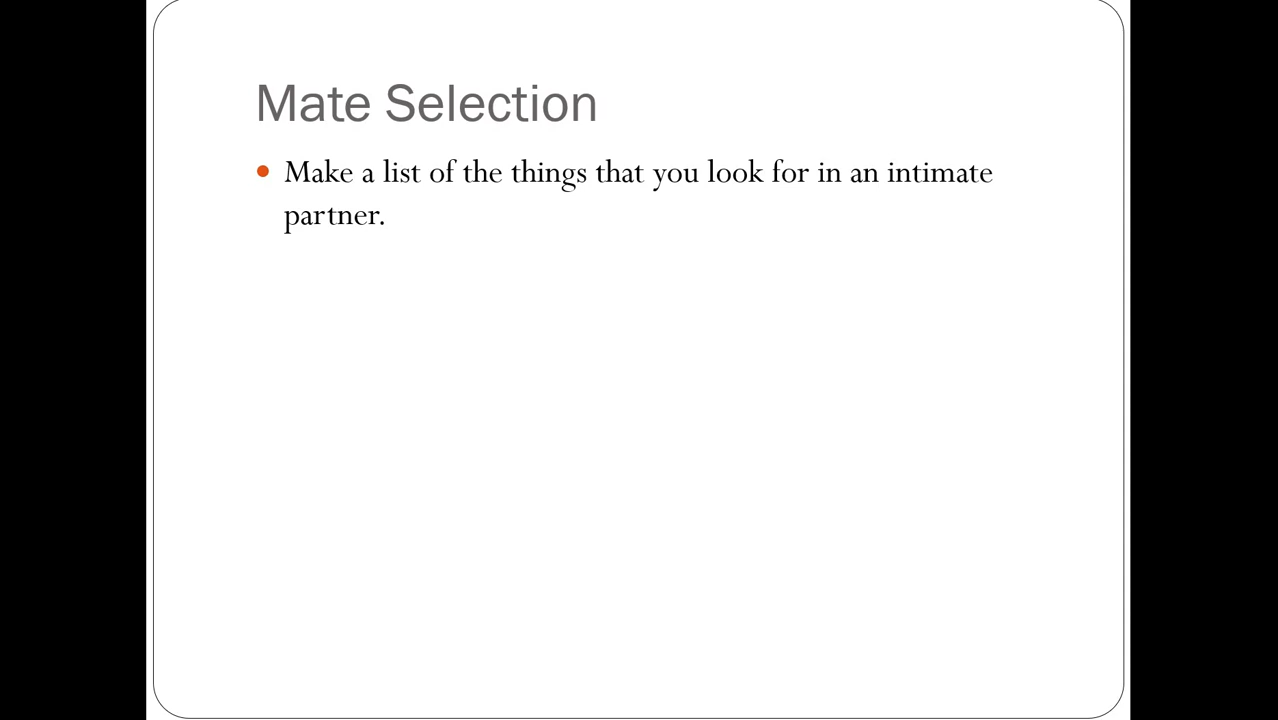 Mate Selection
Make a list of the things that you look for in an intimate
partner.